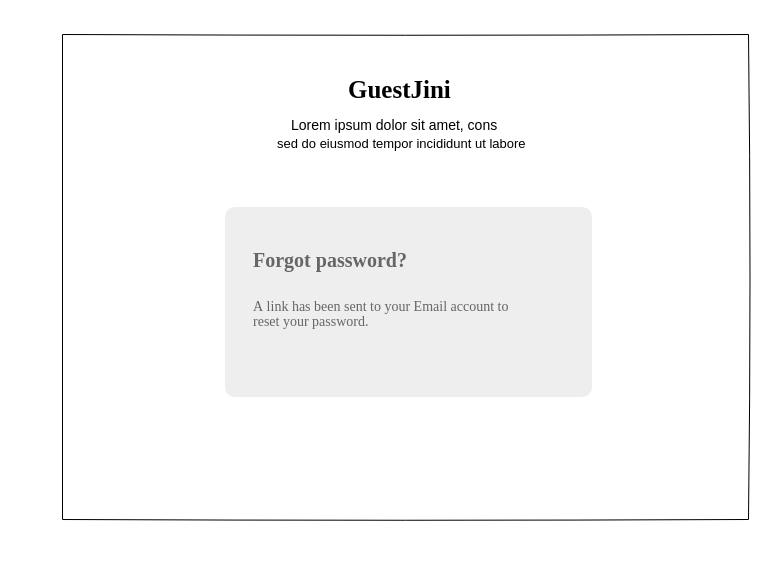 GuestJini
Lorem ipsum dolor sit amet, cons
sed do eiusmod tempor incididunt ut labore
Forgot password?
A link has been sent to your Email account to
reset your password.